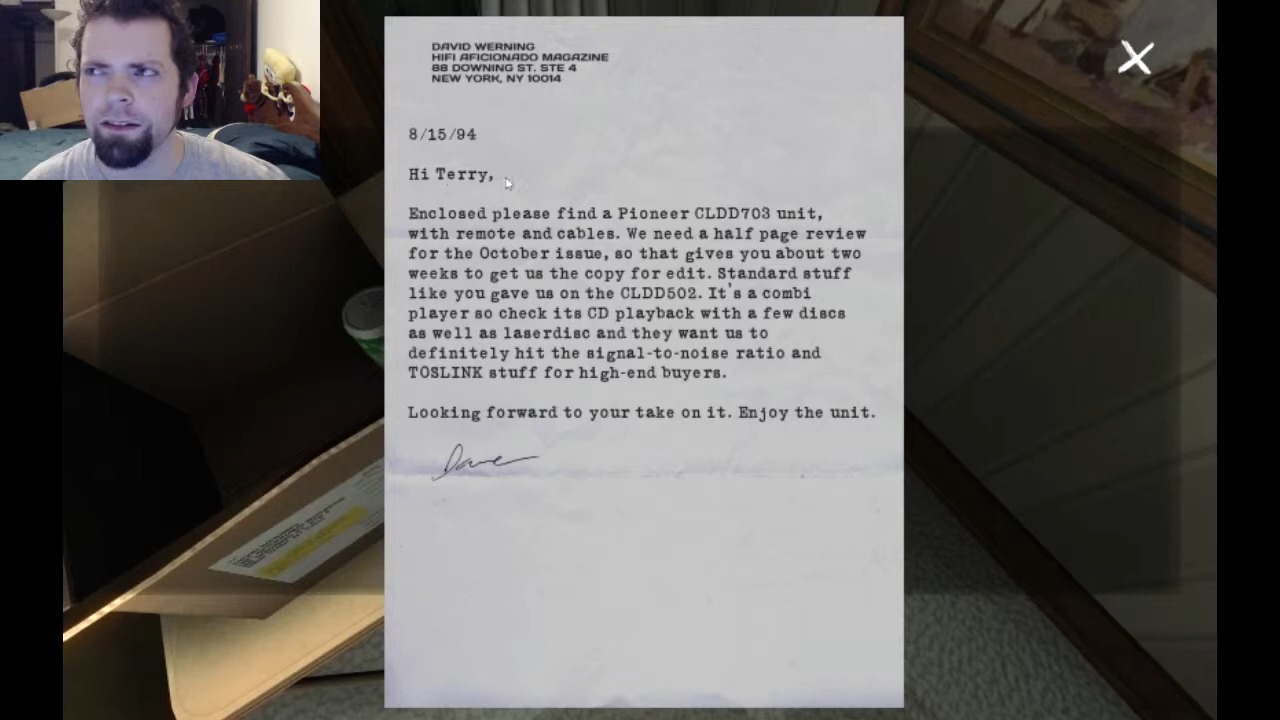 DAVID WERNING
HIFI AFICIONADO MAGAZINE
88 DOWNING ST. STE 4
NEW YORK, NY 10014
8/15/94
Hi Terry,
Enclosed please find a Pioneer CLDD703 unit,
with remote and cables. We need a half page review
for the October issue, so that gives you about two
weeks to get us the copy for edit. Standard stuff
like you gave us on the CLDD502. It's a combi
player so check its CD playback with a few discs
as well as laserdisc and they want us to
definitely hit the signal-to-noise ratio and
TOSLINK stuff for high-end buyers.
Looking forward to your take on it. Enjoy the unit.
Dave